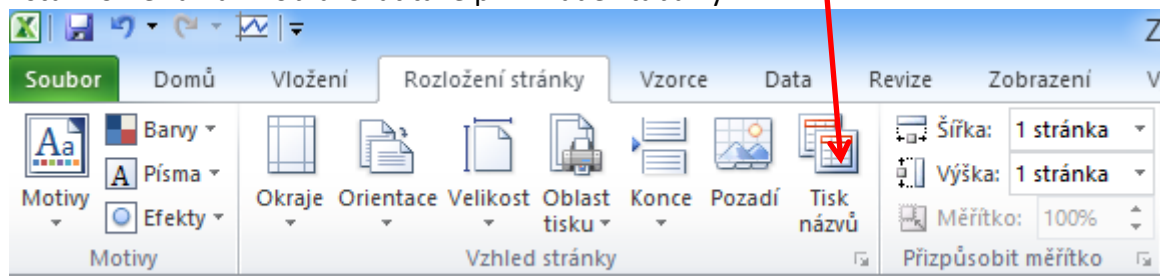 Z
Soubor Domů Vložení Rozložení stránky Vzorce Data Revize Zobrazení V
Aa Motivy
Barvy
A Písma
Efekty
Motivy
Okraje Orientace Velikost Oblast tisku Konce Pozadí Tisk názvů
Vzhled stránky
Šířka: 1 stránka
Výška: 1 stránka
Měřítko: 100%
Přizpůsobit měřítko